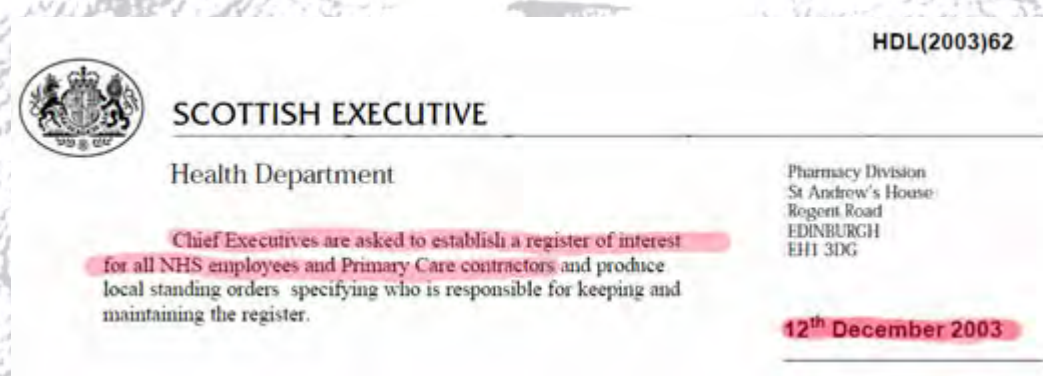 HDL(2003)62
SCOTTISH EXECUTIVE
Health Department
Pharmacy Division
St Andrew's House
Regent Road
EDINBURGH
EH1 3DG
Chief Executives are asked to establish a register of interest
for all NHS employees and Primary Care contractors and produce
local standing orders specifying who is responsible for keeping and
maintaining the register.
12th December 2003